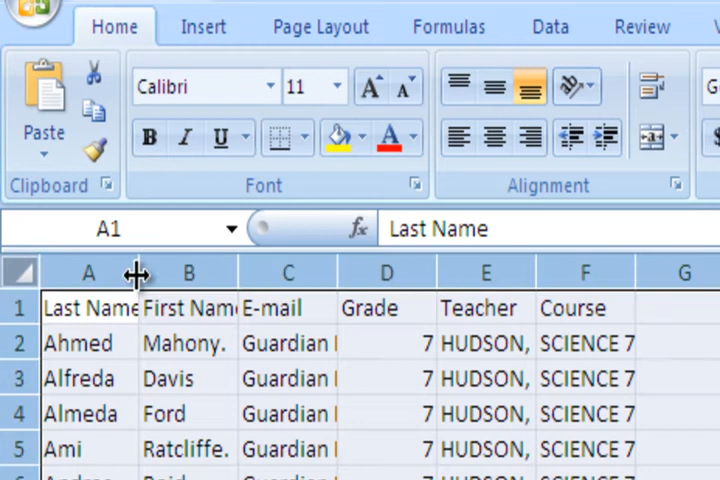 Home Insert Page Layout Formulas Data Review
Calibri 11 A A
Paste B I U A
Clipboard Font Alignment
A1 fx Last Name
A B C D E F G
1 Last Name First Name E-mail Grade Teacher Course
2 Ahmed Mahony. Guardian 7 HUDSON, SCIENCE 7
3 Alfreda Davis Guardian 7 HUDSON, SCIENCE 7
4 Almeda Ford Guardian 7 HUDSON, SCIENCE 7
5 Ami Ratcliffe. Guardian 7 HUDSON, SCIENCE 7